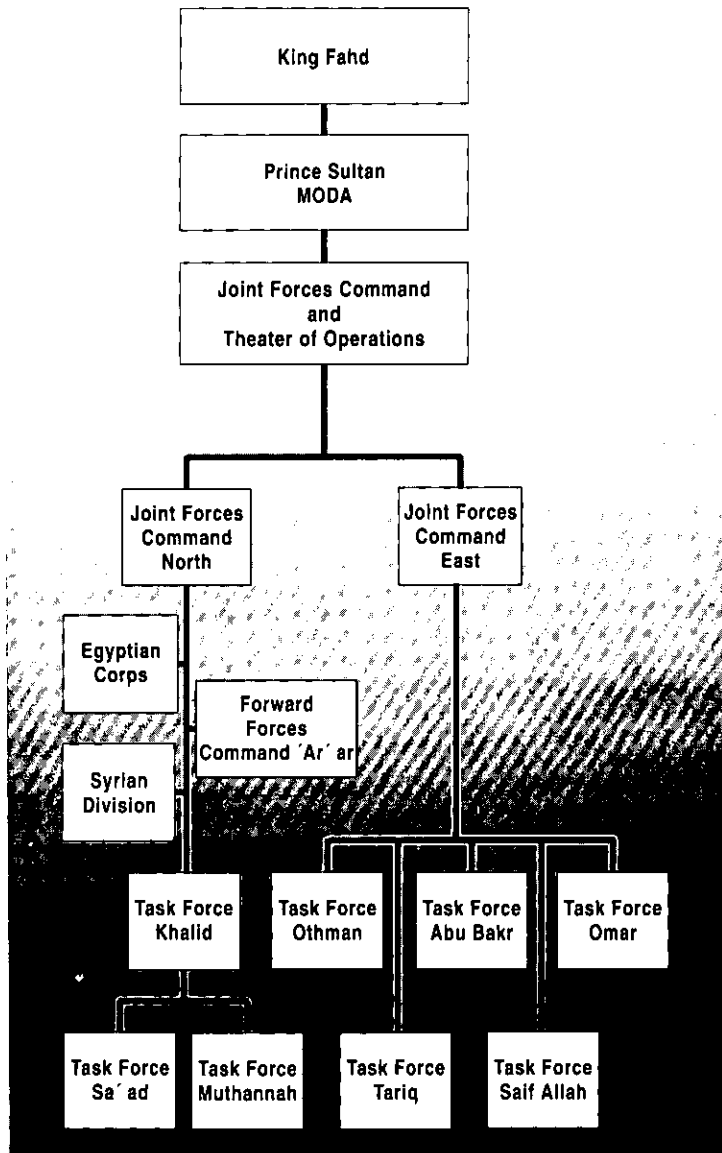 King Fahd
Prince Sultan
MODA
Joint Forces Command
and
Theater of Operations
Joint Forces
Command
North
Joint Forces
Command
East
Egyptian
Corps
Forward
Forces
Command ´Ar´ ar
Syrian
Division
Task Force
Khalid
Task Force
Othman
Task Force
Abu Bakr
Task Force
Omar
Task Force
Sa´ ad
Task Force
Muthannah
Task Force
Tariq
Task Force
Saif Allah